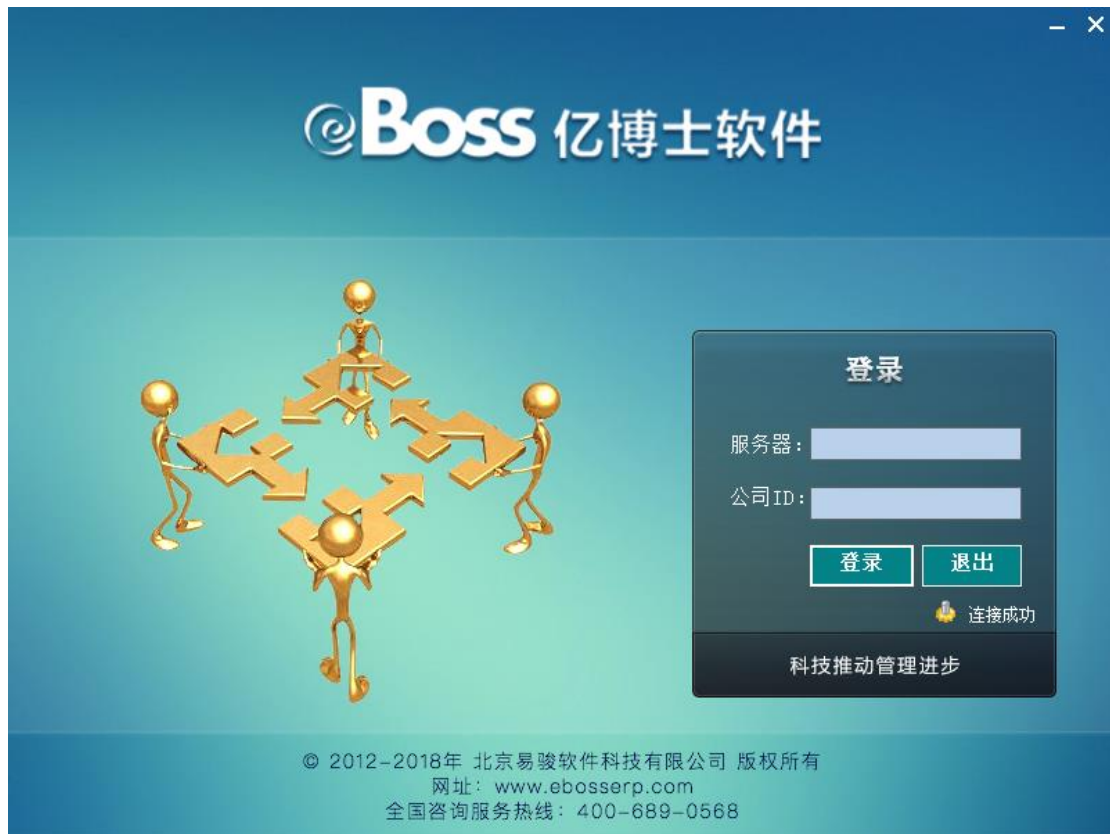 eBoss 亿博士软件
登录
服务器:
公司ID:
登录 退出
连接成功
科技推动管理进步
© 2012-2018年 北京易骏软件科技有限公司 版权所有
网址: www.ebosserp.com
全国咨询服务热线: 400-689-0568